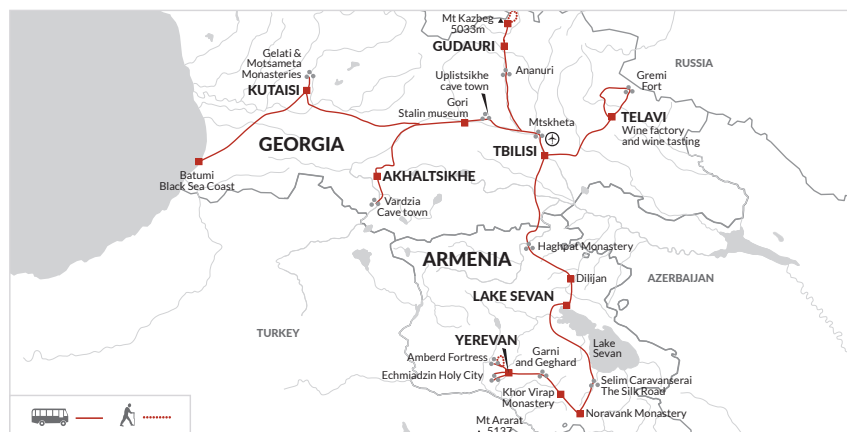 Mt Kazbeg
5033m
GUDAURI
Ananuri
RUSSIA
Gelati &
Motsameta
Monasteries
KUTAISI
Uplistsikhe
cave town
Gori
Stalin museum
Mtskheta
Gremi
Fort
TELAVI
Wine factory
and wine tasting
GEORGIA
TBILISI
Batumi
Black Sea Coast
AKHALTSIKHE
Vardzia
Cave town
Haghpat Monastery
ARMENIA
Dilijan
AZERBAIJAN
LAKE SEVAN
TURKEY
YEREVAN
Lake
Sevan
Amberd Fortress
Garni
and Geghard
Echmiadzin Holy City
Selim Caravanserai
The Silk Road
Khor Virap
Monastery
Noravank Monastery
Mt Ararat
5137